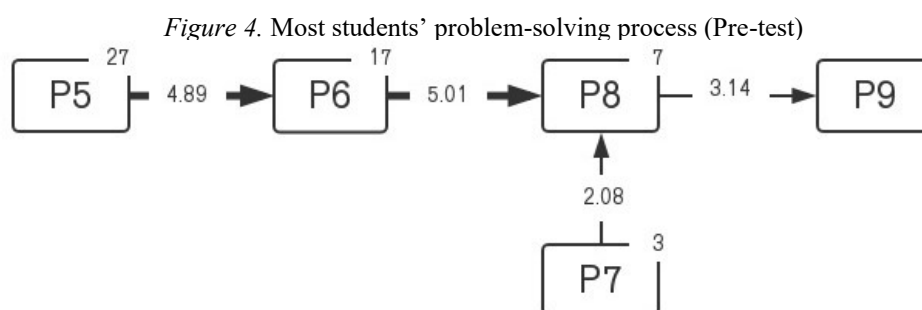 Figure 4. Most students’ problem-solving process (Pre-test)
27 17 7
P5 4.89 P6 5.01 P8 3.14 P9
2.08
3
P7